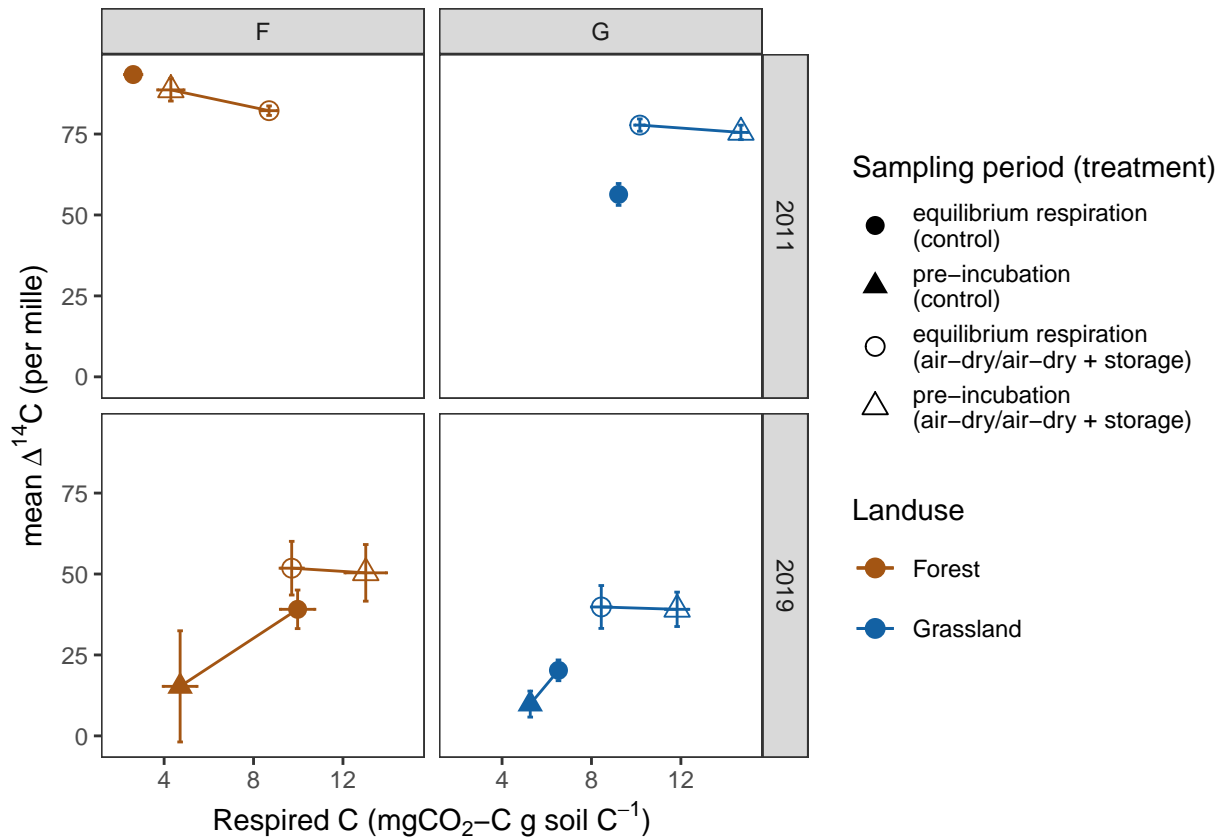 F
G
75
50
25
0
2011
75
50
25
0
2019
4
8
12
4
8
12
mean Δ¹⁴C (per mille)
Respired C (mgCO₂−C g soil C⁻¹)
Sampling period (treatment)
equilibrium respiration
(control)
pre−incubation
(control)
equilibrium respiration
(air−dry/air−dry + storage)
pre−incubation
(air−dry/air−dry + storage)
Landuse
Forest
Grassland